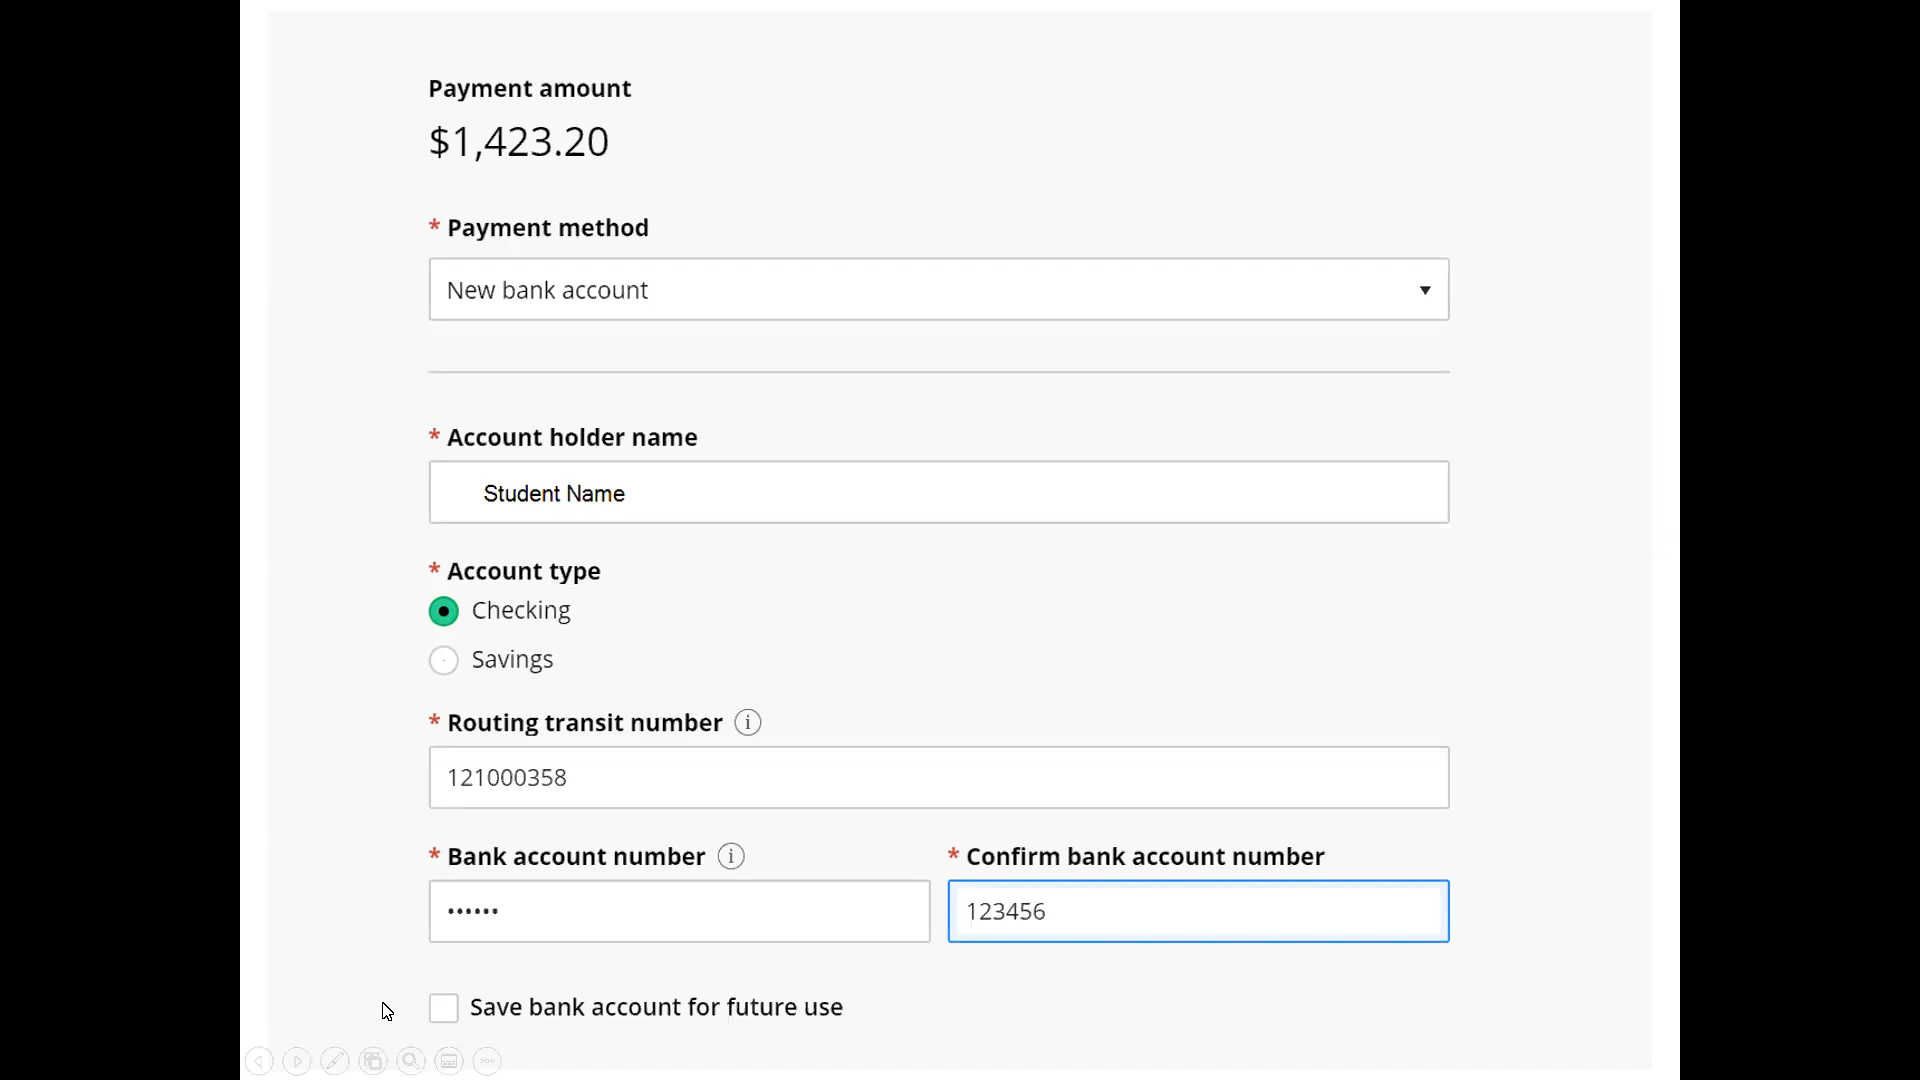 Payment amount
$1,423.20
* Payment method
New bank account
* Account holder name
Student Name
* Account type
Checking
Savings
* Routing transit number
121000358
* Bank account number
* Confirm bank account number
••••••
123456
Save bank account for future use